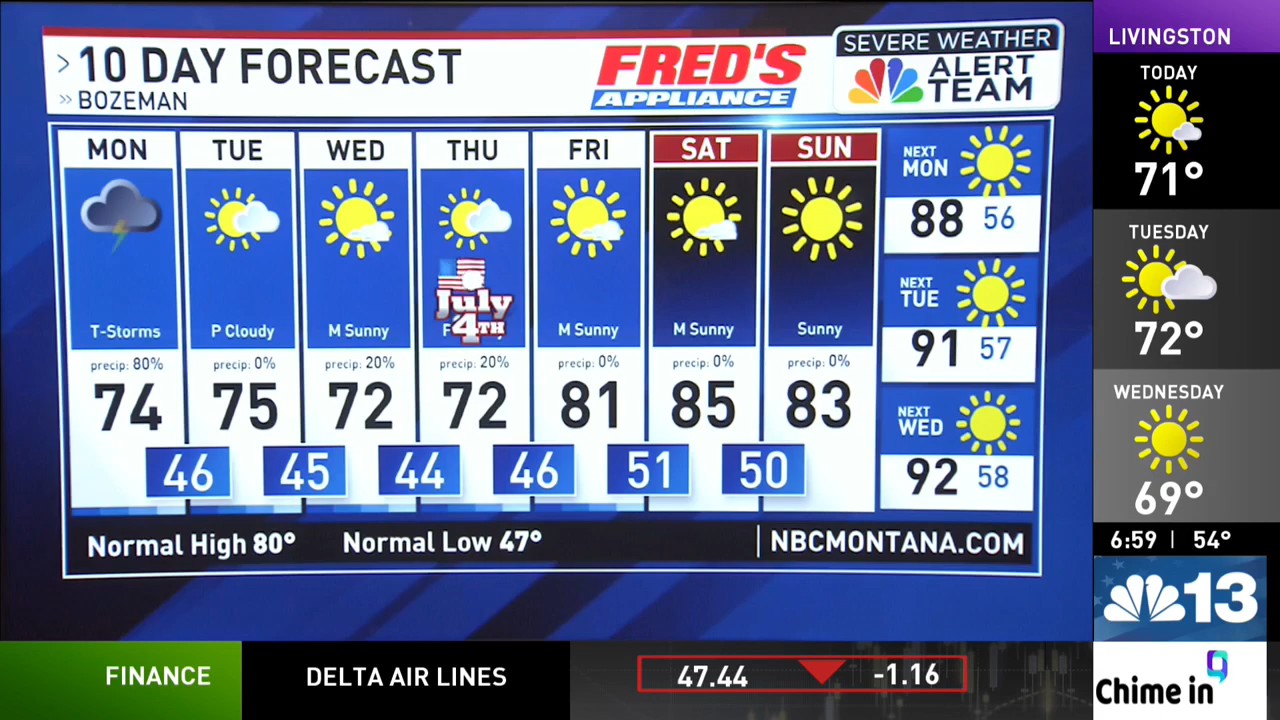 > 10 DAY FORECAST
>> BOZEMAN
FRED'S
APPLIANCE
SEVERE WEATHER
ALERT
TEAM
MON
TUE
WED
THU
FRI
SAT
SUN
July
4TH
T-Storms
P Cloudy
M Sunny
M Sunny
M Sunny
Sunny
precip: 80%
precip: 0%
precip: 20%
precip: 20%
precip: 0%
precip: 0%
precip: 0%
74
75
72
72
81
85
83
46
45
44
46
51
50
NEXT
MON
88 56
NEXT
TUE
91 57
NEXT
WED
92 58
Normal High 80° Normal Low 47°
NBCMONTANA.COM
LIVINGSTON
TODAY
71°
TUESDAY
72°
WEDNESDAY
69°
6:59 | 54°
13
FINANCE
DELTA AIR LINES
47.44 -1.16
Chime in